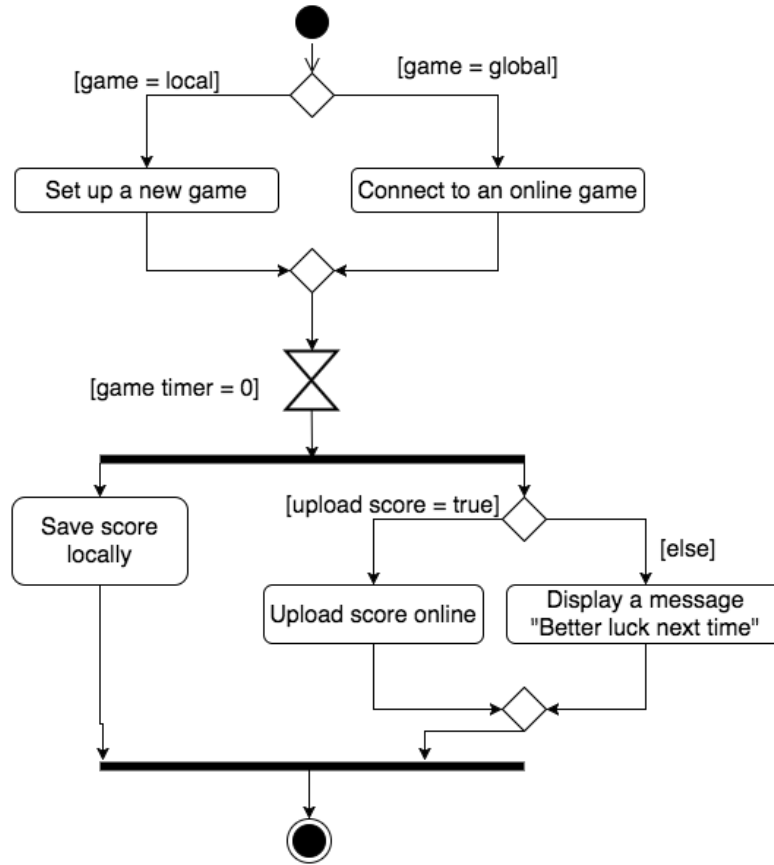 [game = local]
[game = global]
Set up a new game
Connect to an online game
[game timer = 0]
[upload score = true]
Save score
locally
[else]
Upload score online
Display a message
"Better luck next time"